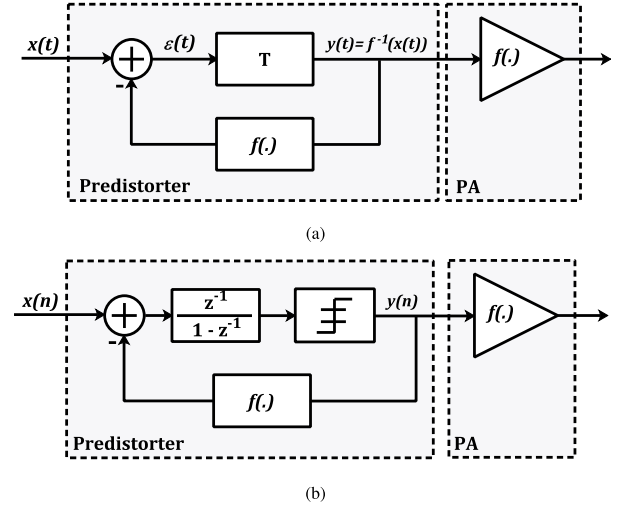 x(t)
ε(t)
T
y(t)= f⁻¹(x(t))
f(.)
-
f(.)
Predistorter
PA
(a)
x(n)
z⁻¹
1 - z⁻¹
y(n)
f(.)
-
f(.)
Predistorter
PA
(b)